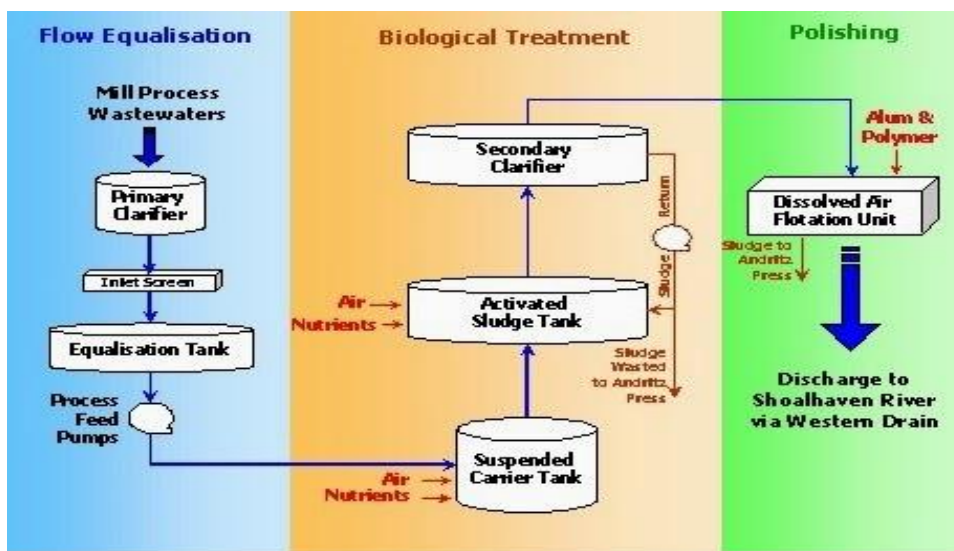 Flow Equalisation
Biological Treatment
Polishing
Mill Process
Wastewaters
Primary
Clarifier
Inlet Screen
Equalisation Tank
Process
Feed
Pumps
Secondary
Clarifier
Return
Sludge
Air
Nutrients
Activated
Sludge Tank
Sludge
Wasted
to Andritz
Press
Air
Nutrients
Suspended
Carrier Tank
Alum &
Polymer
Dissolved Air
Flotation Unit
Sludge to
Andritz
Press
Discharge to
Shoalhaven River
via Western Drain